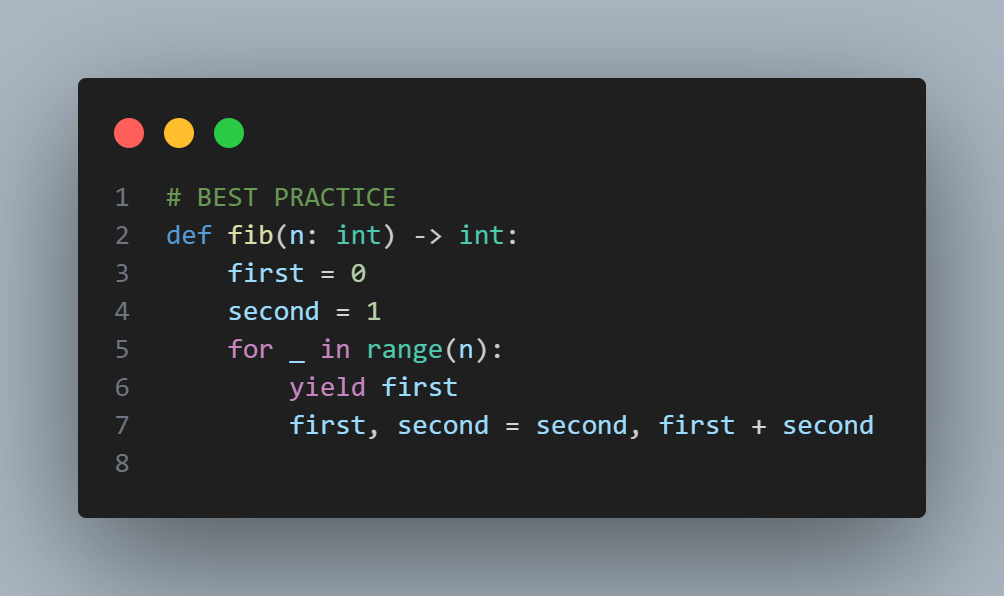 1 # BEST PRACTICE
2 def fib(n: int) -> int:
3     first = 0
4     second = 1
5     for _ in range(n):
6         yield first
7         first, second = second, first + second
8